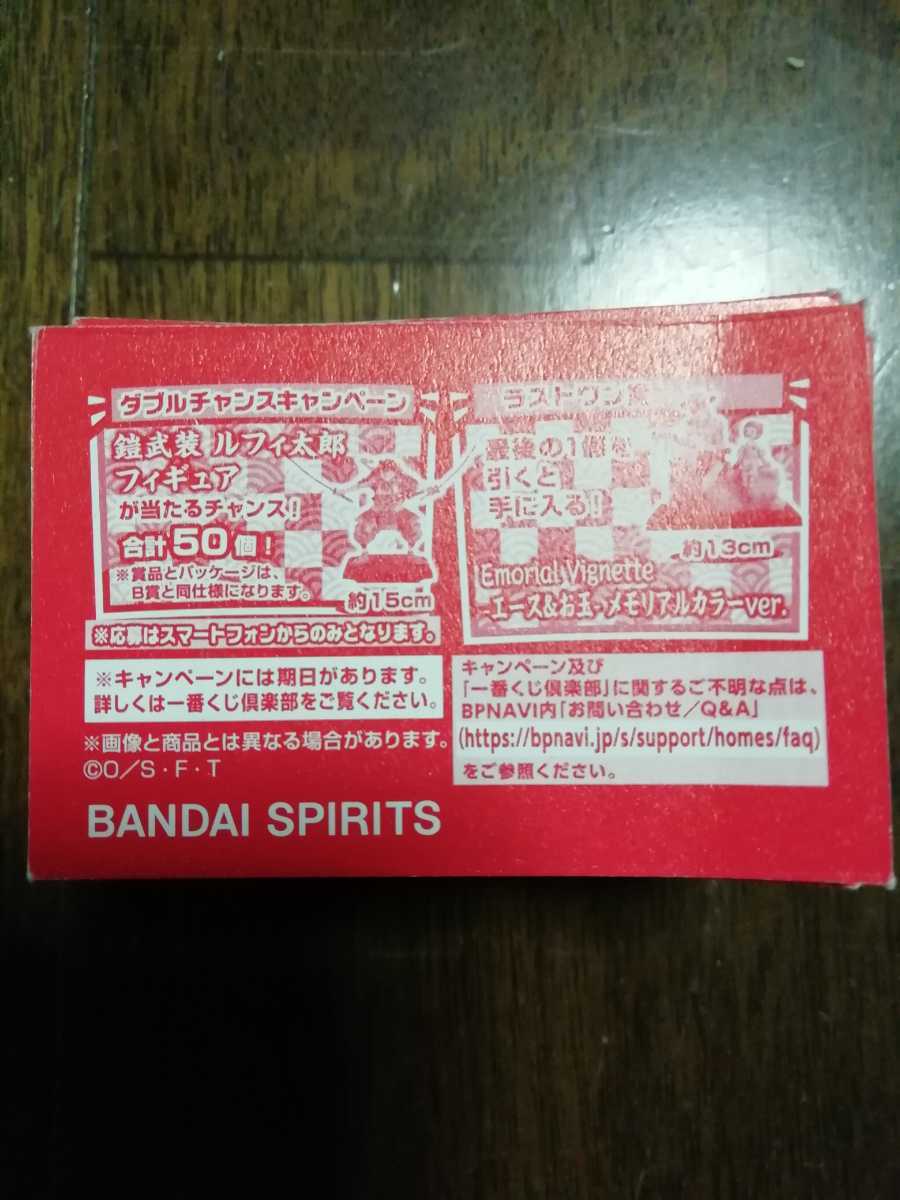 ダブルチャンスキャンペーン
鎧武装 ルフィ太郎
フィギュア
が当たるチャンス!
合計50個!
※賞品とパッケージは、
B賞と同仕様になります。
約15cm
※応募はスマートフォンからのみとなります。
※キャンペーンには期日があります。
詳しくは一番くじ倶楽部をご覧ください。
※画像と商品とは異なる場合があります。
©O/S・F・T
BANDAI SPIRITS
ラストワン賞
最後の1個を
引くと
手に入る!!
約13cm
Emorial Vignette
-エース&お玉-メモリアルカラーver.
キャンペーン及び
「一番くじ倶楽部」に関するご不明な点は、
BPNAVI内「お問い合わせ/Q&A」
(https://bpnavi.jp/s/support/homes/faq)
をご参照ください。